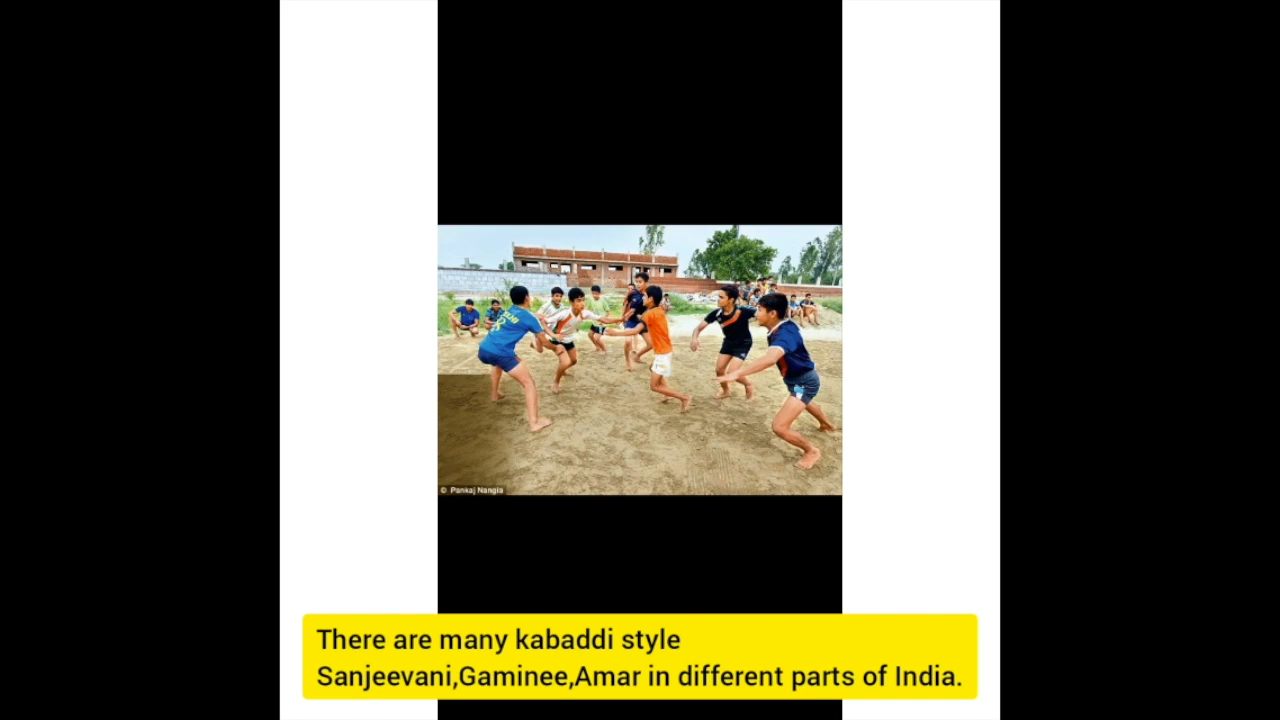 © Pankaj Nangia
There are many kabaddi style
Sanjeevani,Gaminee,Amar in different parts of India.